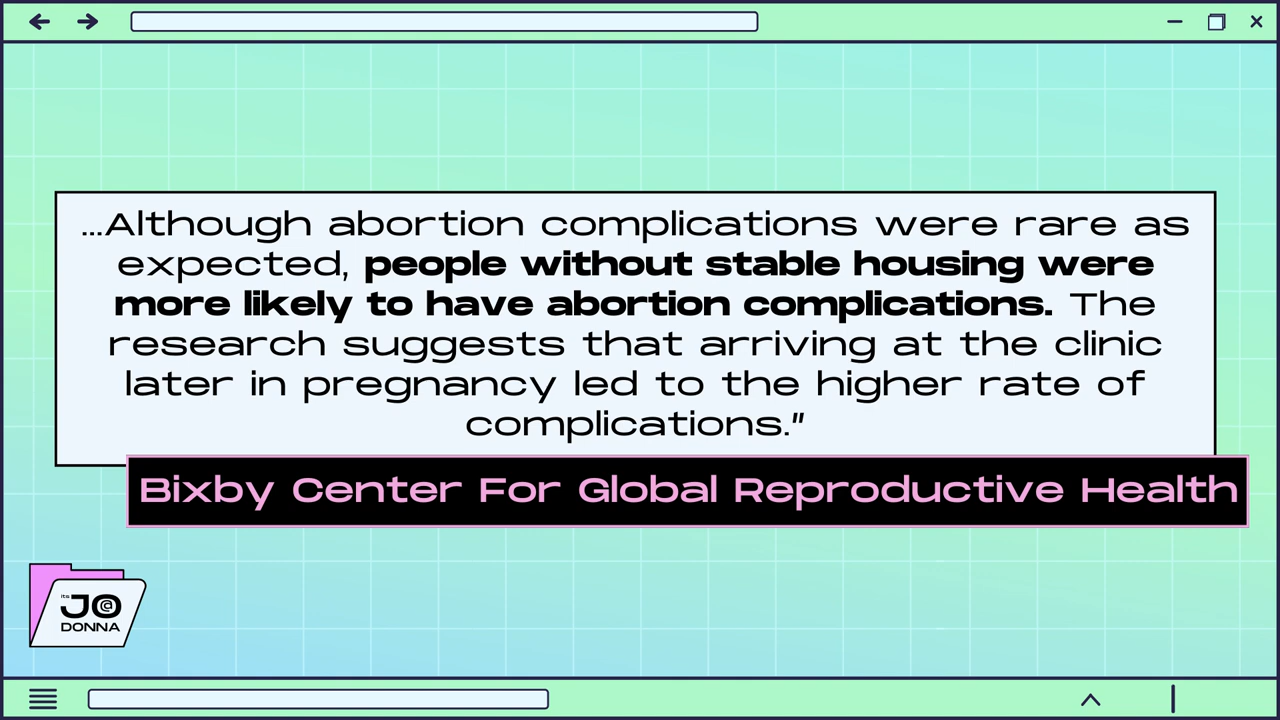 ...Although abortion complications were rare as
expected, people without stable housing were
more likely to have abortion complications. The
research suggests that arriving at the clinic
later in pregnancy led to the higher rate of
complications."
Bixby Center For Global Reproductive Health
its
JO@
DONNA